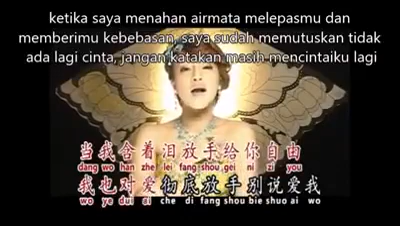 ketika saya menahan airmata melepasmu dan
memberimu kebebasan, saya sudah memutuskan tidak
ada lagi cinta, jangan katakan masih mencintaiku lagi
当我含着泪放手给你自由
dang wo han zhe lei fang shou gei ni zi you
我也对爱彻底放手别说爱我
wo ye dui ai che di fang shou bie shuo ai wo